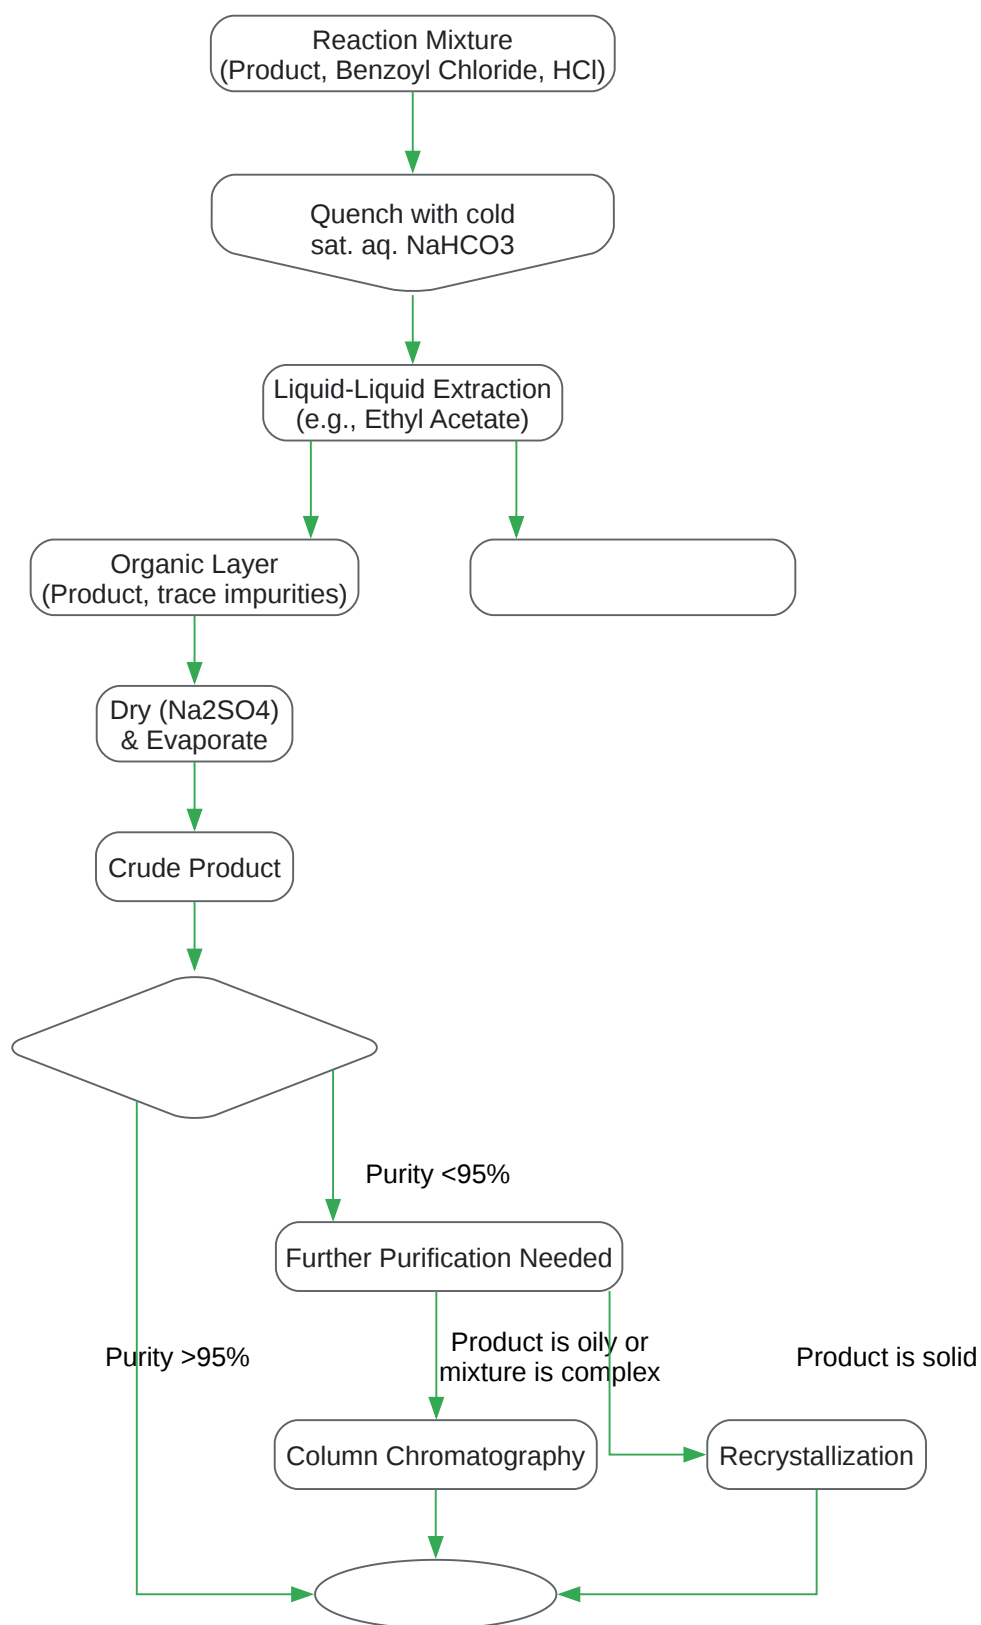 Reaction Mixture
(Product, Benzoyl Chloride, HCl)
Quench with cold
sat. aq. NaHCO3
Liquid-Liquid Extraction
(e.g., Ethyl Acetate)
Organic Layer
(Product, trace impurities)
Dry (Na2SO4)
& Evaporate
Crude Product
Purity <95%
Further Purification Needed
Purity >95%
Product is oily or
mixture is complex
Product is solid
Column Chromatography
Recrystallization